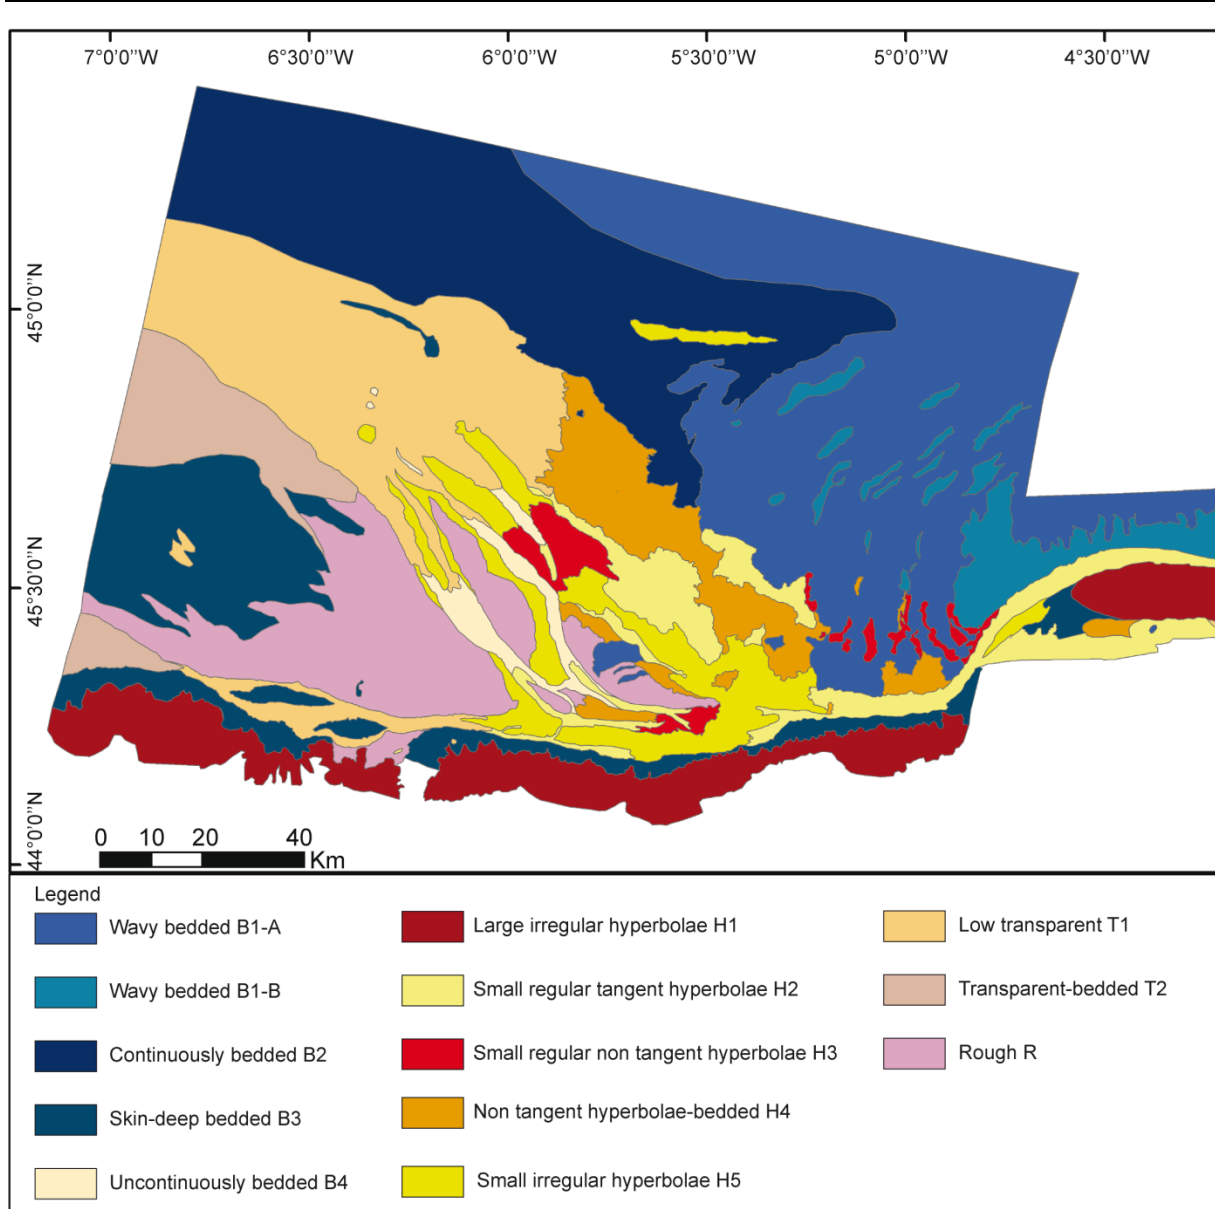 7°0'0"W 6°30'0"W 6°0'0"W 5°30'0"W 5°0'0"W 4°30'0"W
45°0'0"N
45°30'0"N
44°0'0"N
0 10 20 40
Km
Legend
Wavy bedded B1-A
Wavy bedded B1-B
Continuously bedded B2
Skin-deep bedded B3
Uncontinuously bedded B4
Large irregular hyperbolae H1
Small regular tangent hyperbolae H2
Small regular non tangent hyperbolae H3
Non tangent hyperbolae-bedded H4
Small irregular hyperbolae H5
Low transparent T1
Transparent-bedded T2
Rough R